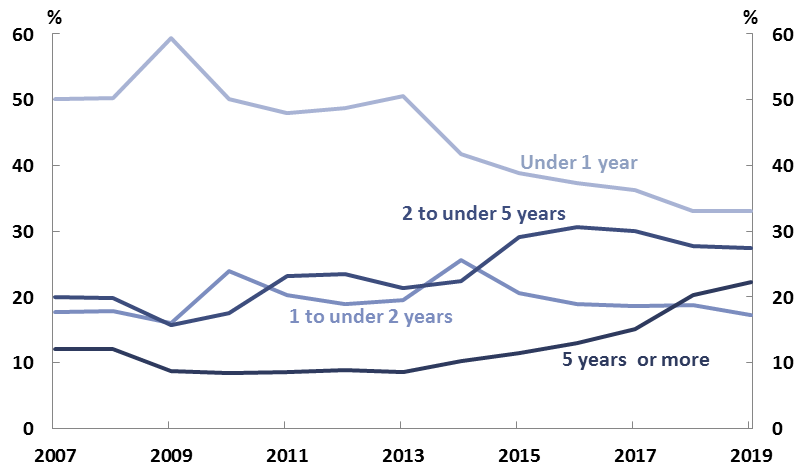 % %
60 60
50 50
40 40
Under 1 year
2 to under 5 years
30 30
20 20
1 to under 2 years
5 years or more
10 10
0 0
2007 2009 2011 2013 2015 2017 2019